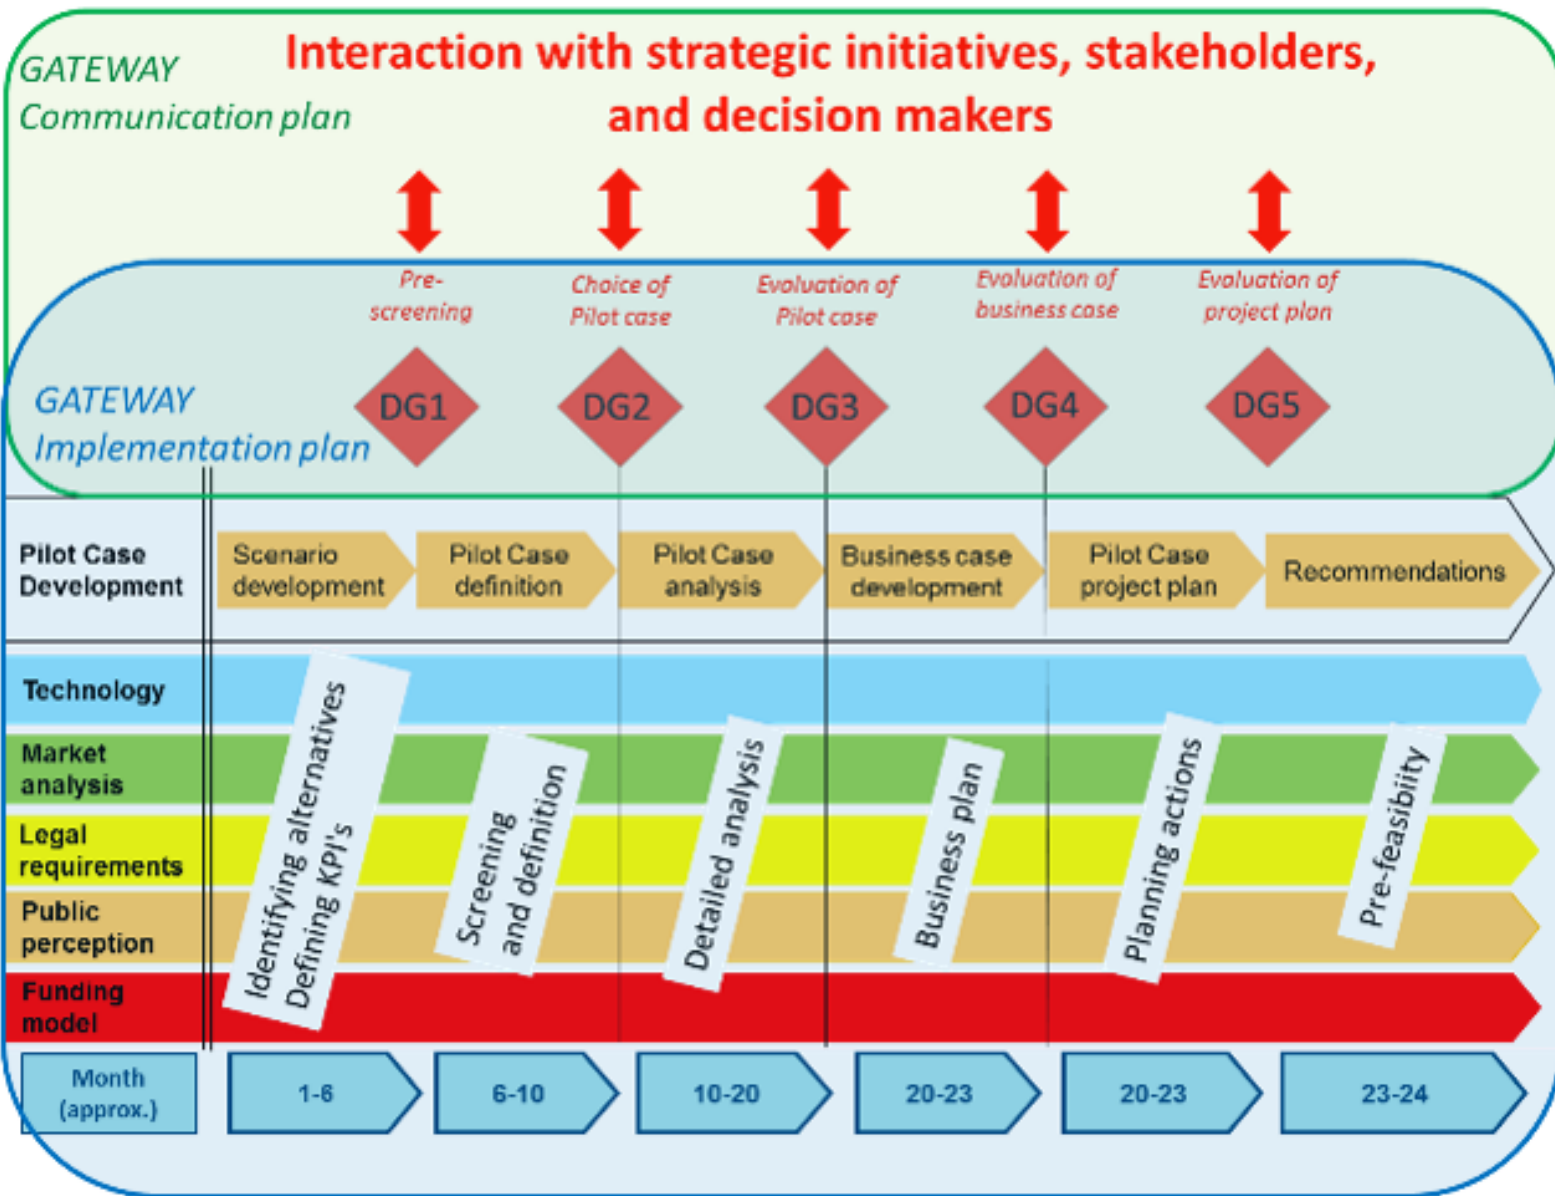 GATEWAY
Communication plan
Interaction with strategic initiatives, stakeholders,
and decision makers
Pre-
screening
Choice of
Pilot case
Evaluation of
Pilot case
Evaluation of
business case
Evaluation of
project plan
GATEWAY
Implementation plan
DG1
DG2
DG3
DG4
DG5
Pilot Case
Development
Scenario
development
Pilot Case
definition
Pilot Case
analysis
Business case
development
Pilot Case
project plan
Recommendations
Technology
Market
analysis
Legal
requirements
Public
perception
Funding
model
Identifying alternatives
Defining KPI's
Screening
and definition
Detailed analysis
Business plan
Planning actions
Pre-feasibiity
Month
(approx.)
1-6
6-10
10-20
20-23
20-23
23-24